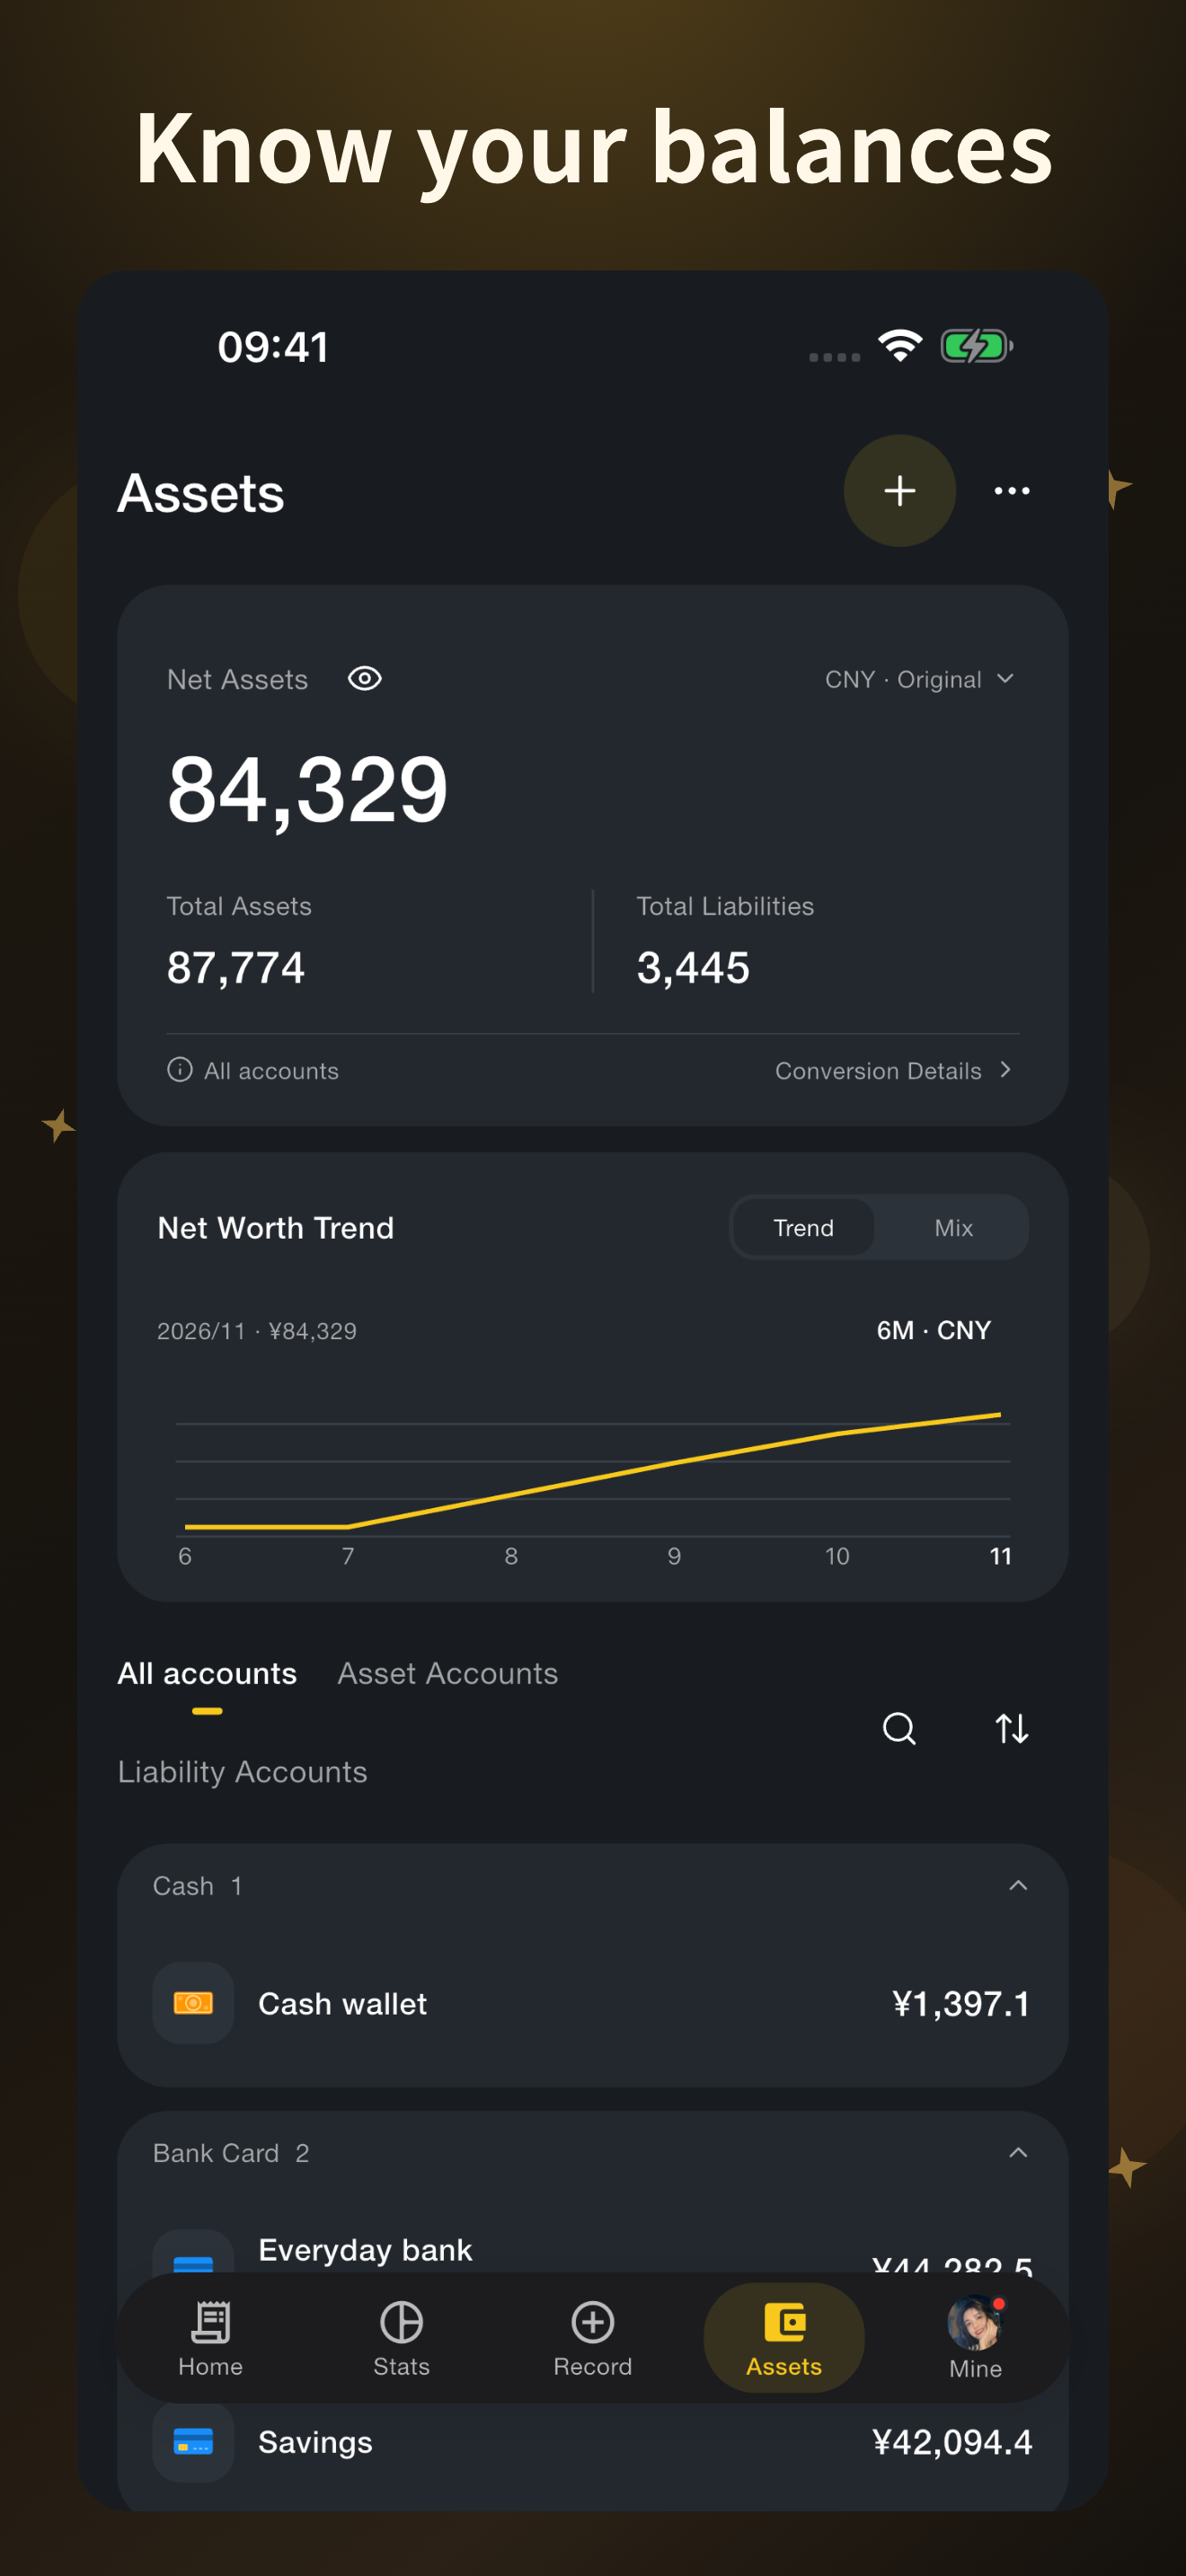 Know your balances
09:41
Assets
Net Assets
CNY · Original
84,329
Total Assets
Total Liabilities
87,774
3,445
All accounts
Conversion Details
Net Worth Trend
Trend
Mix
2026/11 · ¥84,329
6M · CNY
6 7 8 9 10 11
All accounts
Asset Accounts
Liability Accounts
Cash 1
Cash wallet
¥1,397.1
Bank Card 2
Everyday bank
¥44,282.5
Home
Stats
Record
Assets
Mine
Savings
¥42,094.4